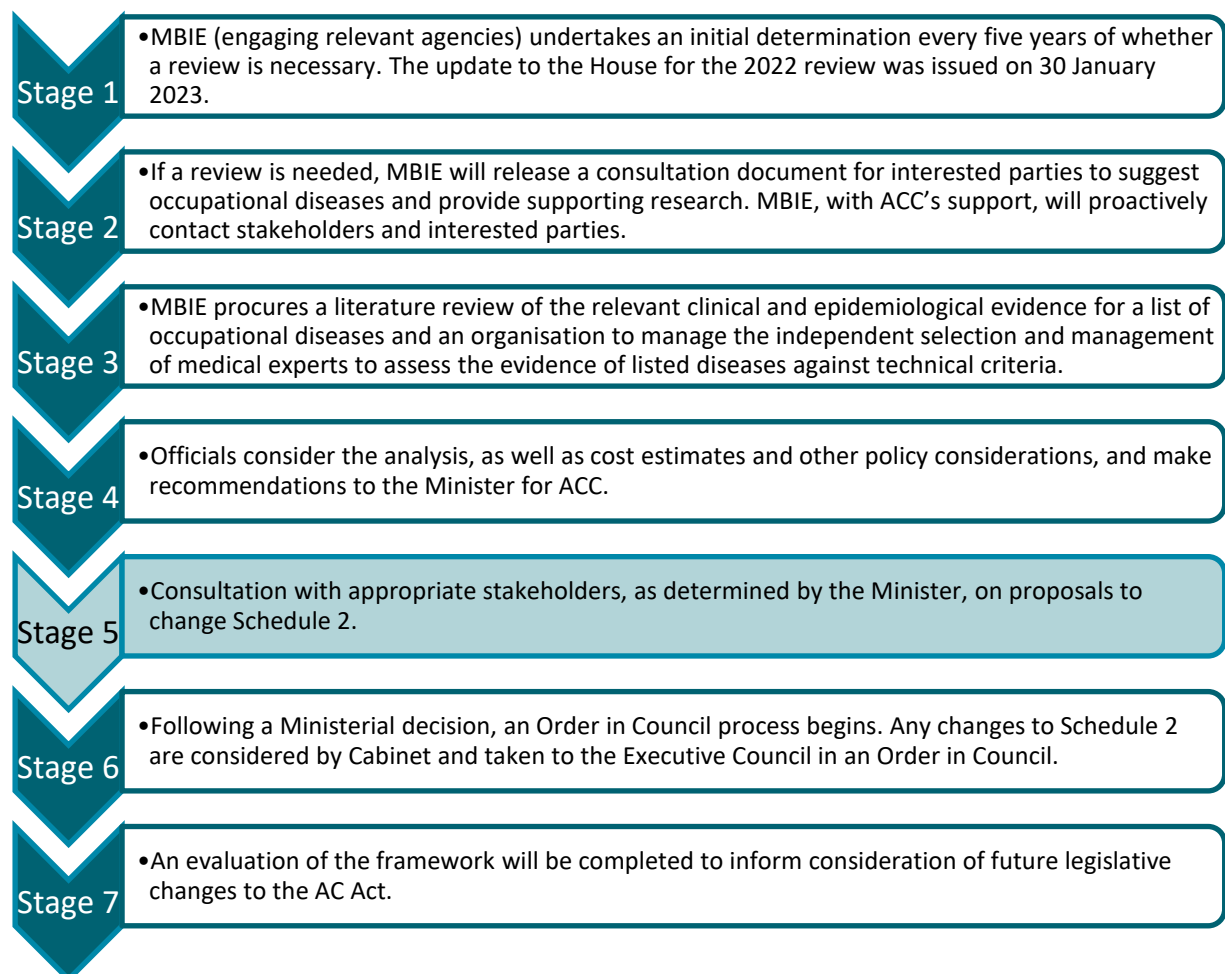 •MBIE (engaging relevant agencies) undertakes an initial determination every five years of whether
a review is necessary. The update to the House for the 2022 review was issued on 30 January
2023.
Stage 1
•If a review is needed, MBIE will release a consultation document for interested parties to suggest
occupational diseases and provide supporting research. MBIE, with ACC’s support, will proactively
contact stakeholders and interested parties.
Stage 2
•MBIE procures a literature review of the relevant clinical and epidemiological evidence for a list of
occupational diseases and an organisation to manage the independent selection and management
of medical experts to assess the evidence of listed diseases against technical criteria.
Stage 3
•Officials consider the analysis, as well as cost estimates and other policy considerations, and make
recommendations to the Minister for ACC.
Stage 4
•Consultation with appropriate stakeholders, as determined by the Minister, on proposals to
change Schedule 2.
Stage 5
•Following a Ministerial decision, an Order in Council process begins. Any changes to Schedule 2
are considered by Cabinet and taken to the Executive Council in an Order in Council.
Stage 6
•An evaluation of the framework will be completed to inform consideration of future legislative
changes to the AC Act.
Stage 7